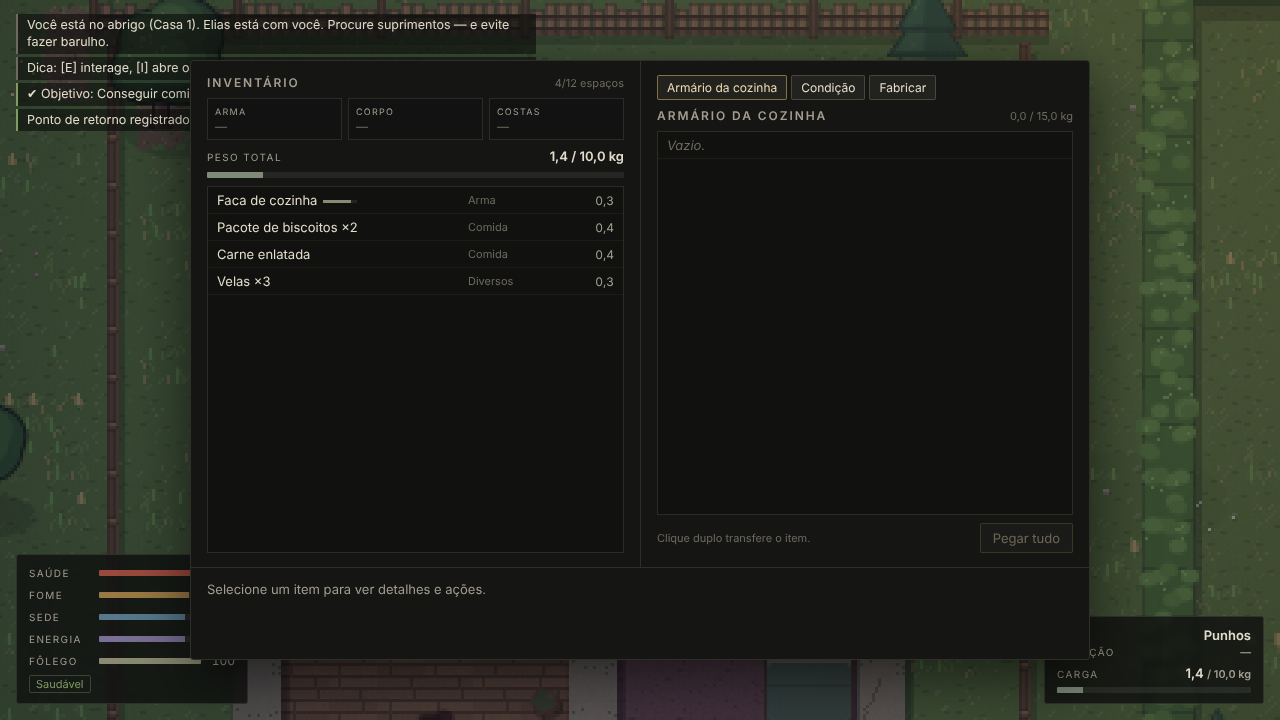 Você está no abrigo (Casa 1). Elias está com você. Procure suprimentos — e evite
fazer barulho.
Dica: [E] interage, [I] abre o
✔ Objetivo: Conseguir comi
Ponto de retorno registrado
INVENTÁRIO
4/12 espaços
ARMA
—
CORPO
—
COSTAS
—
PESO TOTAL
1,4 / 10,0 kg
Faca de cozinha Arma 0,3
Pacote de biscoitos ×2 Comida 0,4
Carne enlatada Comida 0,4
Velas ×3 Diversos 0,3
Armário da cozinha
Condição
Fabricar
ARMÁRIO DA COZINHA
0,0 / 15,0 kg
Vazio.
Clique duplo transfere o item.
Pegar tudo
Selecione um item para ver detalhes e ações.
SAÚDE
FOME
SEDE
ENERGIA
FÔLEGO 100
Saudável
Punhos
ÇÃO —
CARGA 1,4 / 10,0 kg